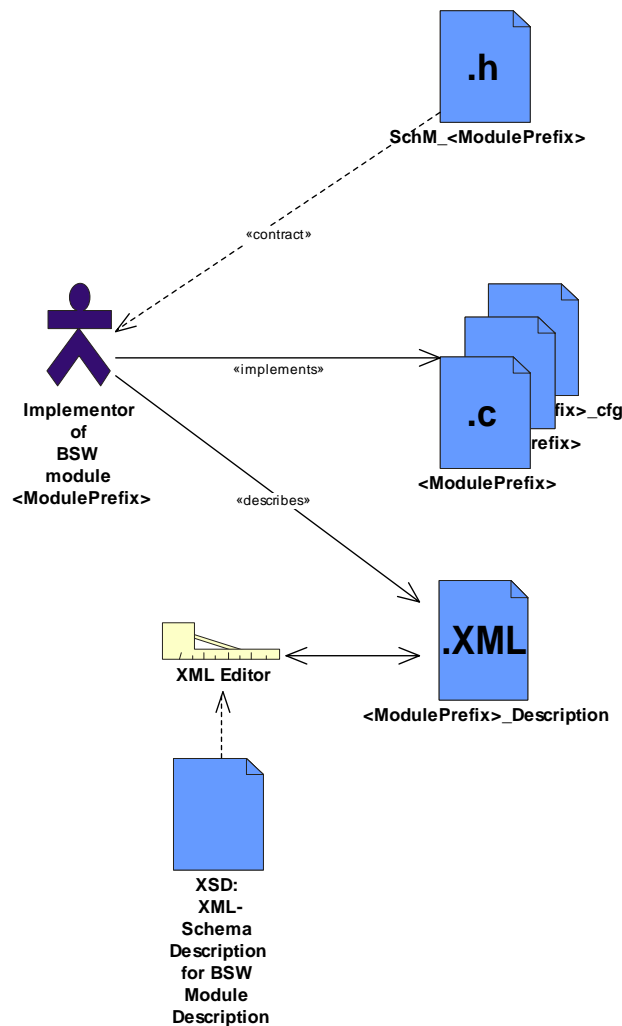 .h
SchM_<ModulePrefix>
«contract»
«implements»
Implementor
of
BSW
module
<ModulePrefix>
fix>_cfg
.c
refix>
<ModulePrefix>
«describes»
.XML
XML Editor
<ModulePrefix>_Description
XSD:
XML-
Schema
Description
for BSW
Module
Description